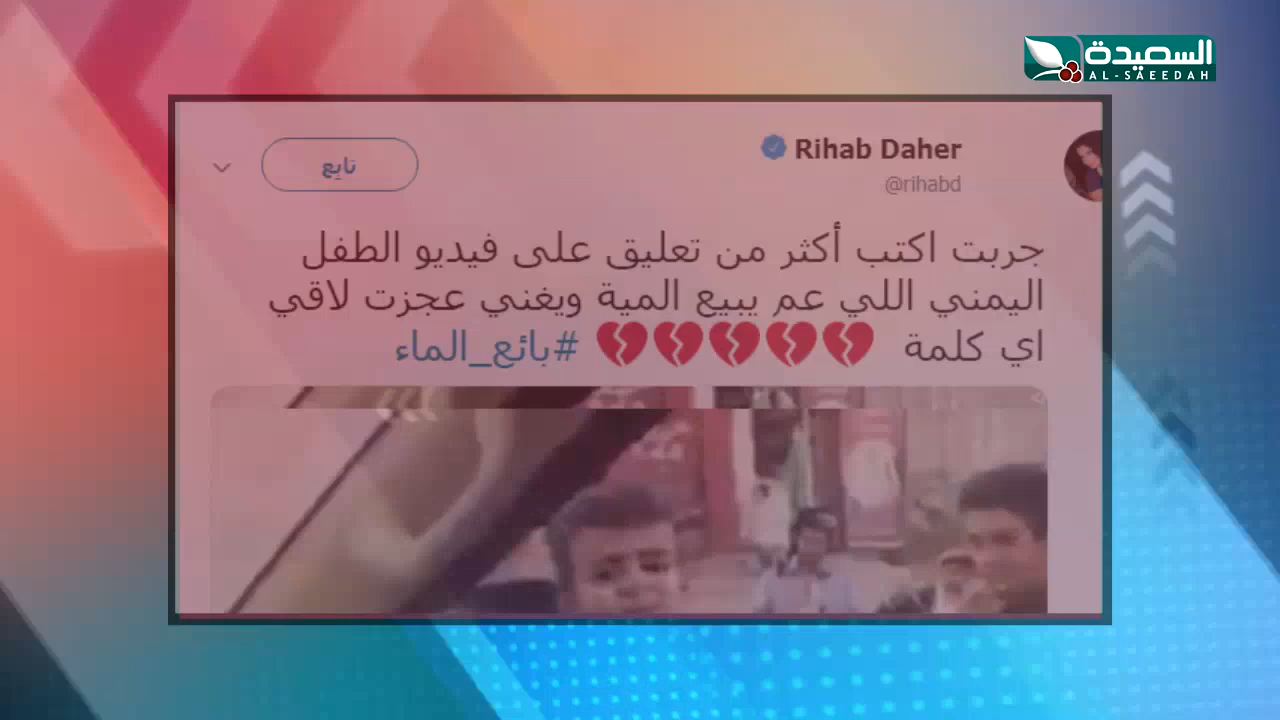 السعيدة
AL-SAEEDAH
Rihab Daher
@rihabd
تابع
جربت اكتب أكثر من تعليق على فيديو الطفل
اليمني اللي عم يبيع المية ويغني عجزت لاقي
اي كلمة 💔💔💔💔💔 #بائع_الماء